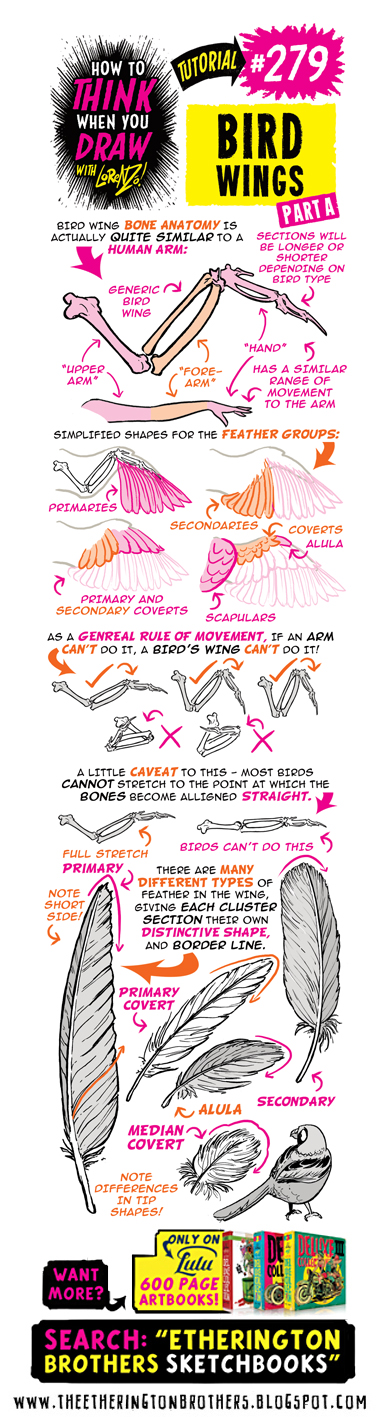 HOW TO
THINK
WHEN YOU
DRAW
WITH LORENZO!
TUTORIAL
#279
BIRD
WINGS
PART A
BIRD WING BONE ANATOMY IS
ACTUALLY QUITE SIMILAR TO A
HUMAN ARM:
SECTIONS WILL
BE LONGER OR
SHORTER
DEPENDING ON
BIRD TYPE
GENERIC
BIRD
WING
"UPPER
ARM"
"FORE-
ARM"
"HAND"
HAS A SIMILAR
RANGE OF
MOVEMENT
TO THE ARM
SIMPLIFIED SHAPES FOR THE FEATHER GROUPS:
PRIMARIES
SECONDARIES
COVERTS
ALULA
PRIMARY AND
SECONDARY COVERTS
SCAPULARS
AS A GENREAL RULE OF MOVEMENT, IF AN ARM
CAN'T DO IT, A BIRD'S WING CAN'T DO IT!
A LITTLE CAVEAT TO THIS – MOST BIRDS
CANNOT STRETCH TO THE POINT AT WHICH THE
BONES BECOME ALLIGNED STRAIGHT.
FULL STRETCH
BIRDS CAN'T DO THIS
PRIMARY
NOTE
SHORT
SIDE!
THERE ARE MANY
DIFFERENT TYPES OF
FEATHER IN THE WING,
GIVING EACH CLUSTER
SECTION THEIR OWN
DISTINCTIVE SHAPE,
AND BORDER LINE.
PRIMARY
COVERT
ALULA
SECONDARY
MEDIAN
COVERT
NOTE
DIFFERENCES
IN TIP
SHAPES!
WANT
MORE?
ONLY ON
Lulu
600 PAGE
ARTBOOKS!
DELUXE III
SEARCH: "ETHERINGTON
BROTHERS SKETCHBOOKS"
WWW.THEETHERINGTONBROTHERS.BLOGSPOT.COM